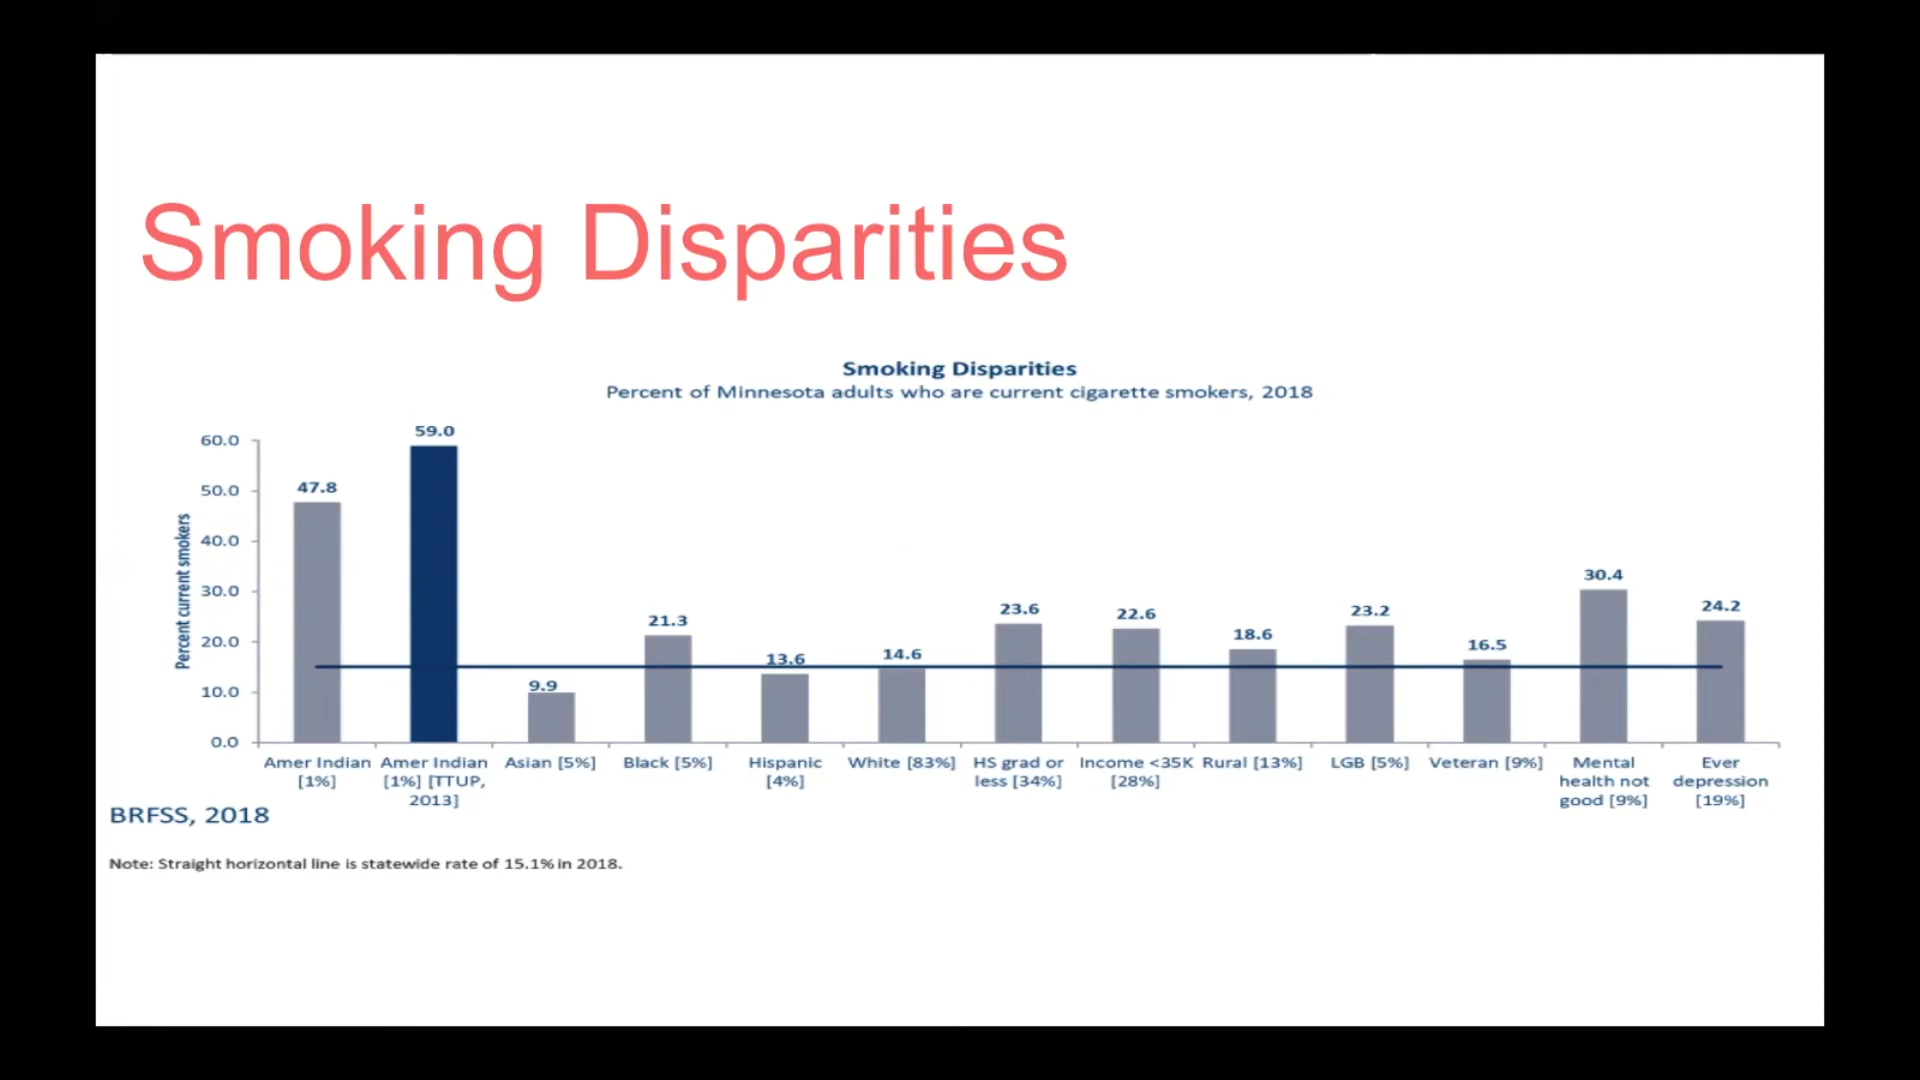 Smoking Disparities
Smoking Disparities
Percent of Minnesota adults who are current cigarette smokers, 2018
Percent current smokers
60.0
50.0
40.0
30.0
20.0
10.0
0.0
47.8
59.0
9.9
21.3
13.6
14.6
23.6
22.6
18.6
23.2
16.5
30.4
24.2
Amer Indian
[1%]
Amer Indian
[1%] [TTUP,
2013]
Asian [5%]
Black [5%]
Hispanic
[4%]
White [83%]
HS grad or
less [34%]
Income <35K
[28%]
Rural [13%]
LGB [5%]
Veteran [9%]
Mental
health not
good [9%]
Ever
depression
[19%]
BRFSS, 2018
Note: Straight horizontal line is statewide rate of 15.1% in 2018.